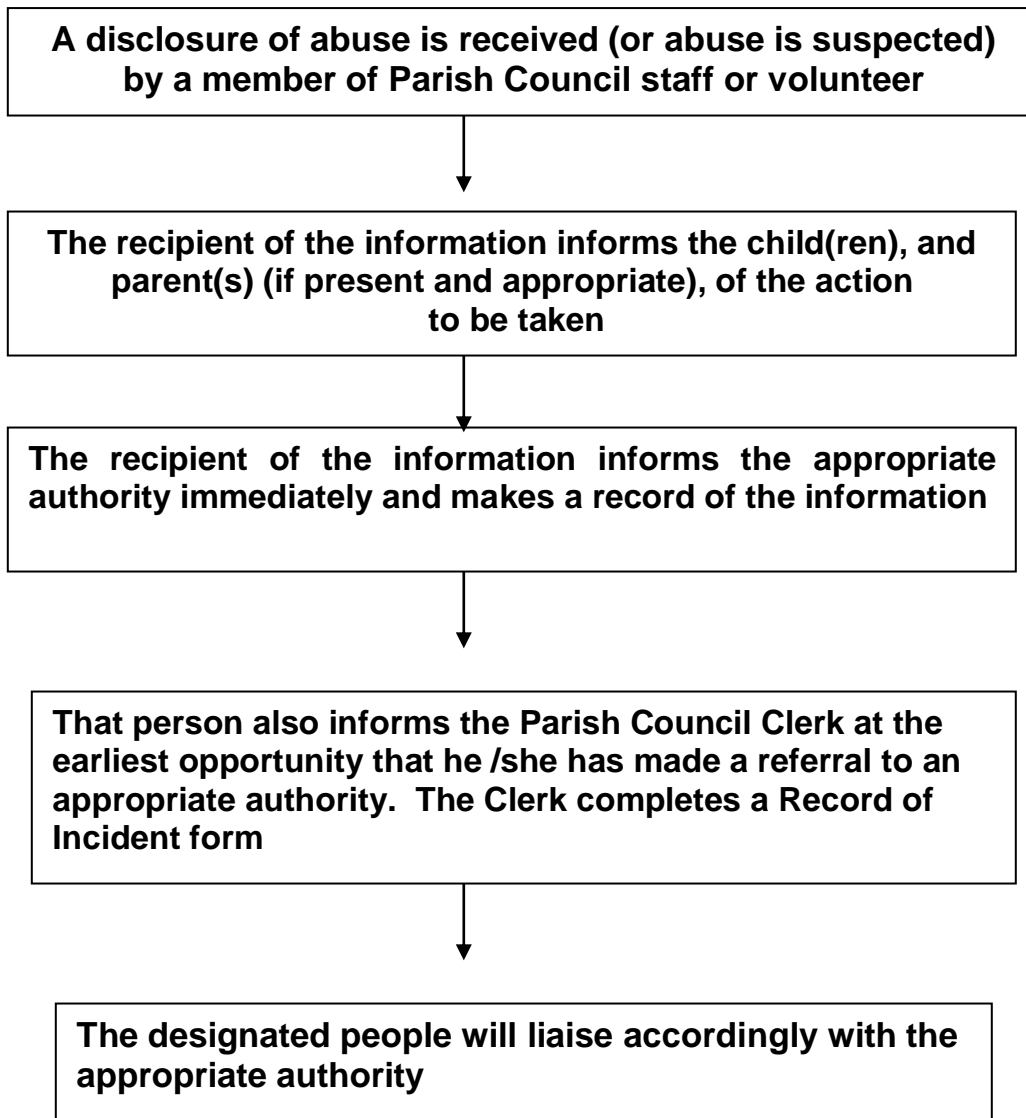 A disclosure of abuse is received (or abuse is suspected)
by a member of Parish Council staff or volunteer
The recipient of the information informs the child(ren), and
parent(s) (if present and appropriate), of the action
to be taken
The recipient of the information informs the appropriate
authority immediately and makes a record of the information
That person also informs the Parish Council Clerk at the
earliest opportunity that he /she has made a referral to an
appropriate authority.  The Clerk completes a Record of
Incident form
The designated people will liaise accordingly with the
appropriate authority